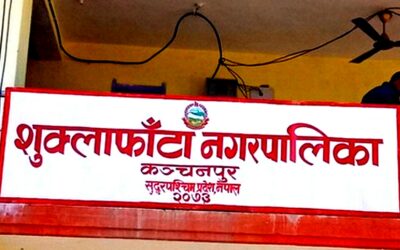 शुक्लाफाँटा नगरपालिका
कञ्चनपुर
सुदुरपश्चिम प्रदेश, नेपाल
२०७३